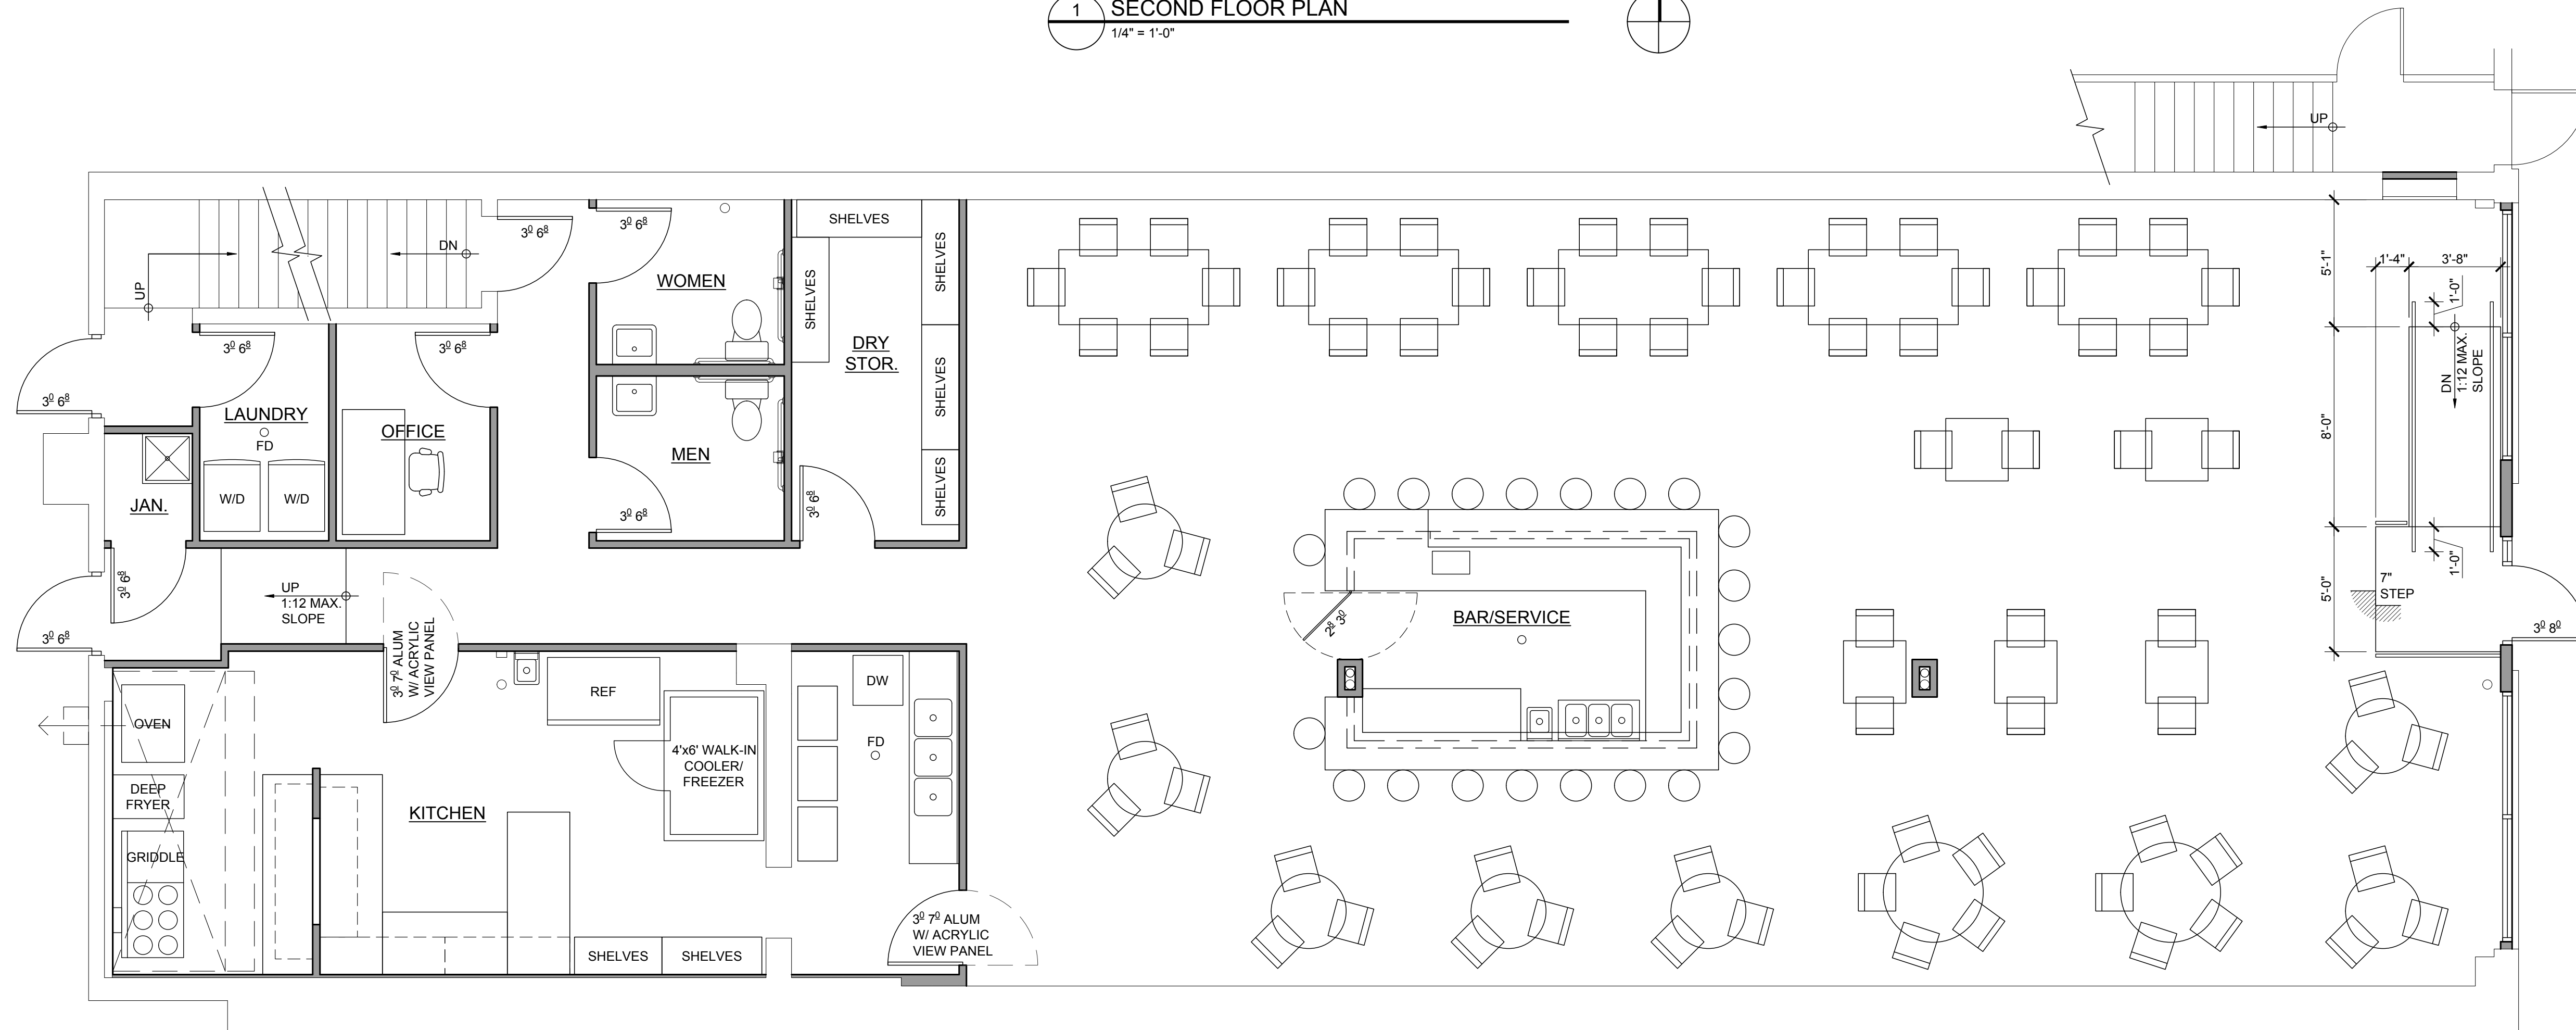 1
SECOND FLOOR PLAN
1/4" = 1'-0"
UP
DN
UP
3⁰ 6⁸
3⁰ 6⁸
SHELVES
SHELVES
SHELVES
WOMEN
3⁰ 6⁸
3⁰ 6⁸
3⁰ 6⁸
DRY
STOR.
SHELVES
LAUNDRY
FD
OFFICE
MEN
JAN.
W/D
W/D
3⁰ 6⁸
3⁰ 6⁸
SHELVES
5'-1"
1'-4"
3'-8"
1'-0"
DN
1:12 MAX.
SLOPE
8'-0"
1'-0"
5'-0"
7"
STEP
3⁰ 8⁰
3⁰ 6⁸
3⁰ 6⁸
UP
1:12 MAX.
SLOPE
3⁰ 7⁰ ALUM
W/ ACRYLIC
VIEW PANEL
BAR/SERVICE
2⁸ 3⁰
REF
DW
OVEN
4'x6' WALK-IN
COOLER/
FREEZER
FD
DEEP
FRYER
KITCHEN
GRIDDLE
3⁰ 7⁰ ALUM
W/ ACRYLIC
VIEW PANEL
SHELVES
SHELVES